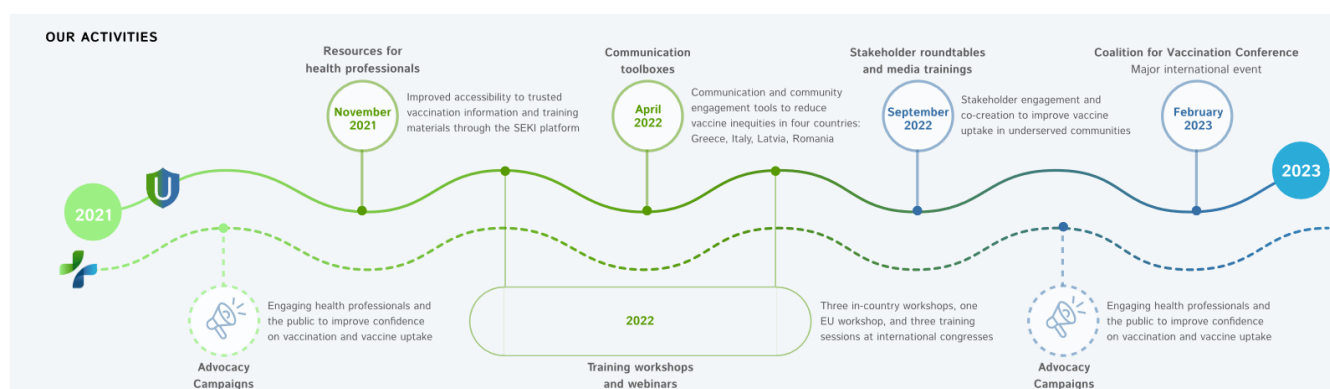 OUR ACTIVITIES
Resources for
health professionals
November
2021
Improved accessibility to trusted
vaccination information and training
materials through the SEKI platform
Communication
toolboxes
April
2022
Communication and community
engagement tools to reduce
vaccine inequities in four countries:
Greece, Italy, Latvia, Romania
Stakeholder roundtables
and media trainings
September
2022
Stakeholder engagement and
co-creation to improve vaccine
uptake in underserved communities
Coalition for Vaccination Conference
Major international event
February
2023
2021
U
2023
Engaging health professionals and
the public to improve confidence
on vaccination and vaccine uptake
Advocacy
Campaigns
2022
Training workshops
and webinars
Three in-country workshops, one
EU workshop, and three training
sessions at international congresses
Engaging health professionals and
the public to improve confidence
on vaccination and vaccine uptake
Advocacy
Campaigns